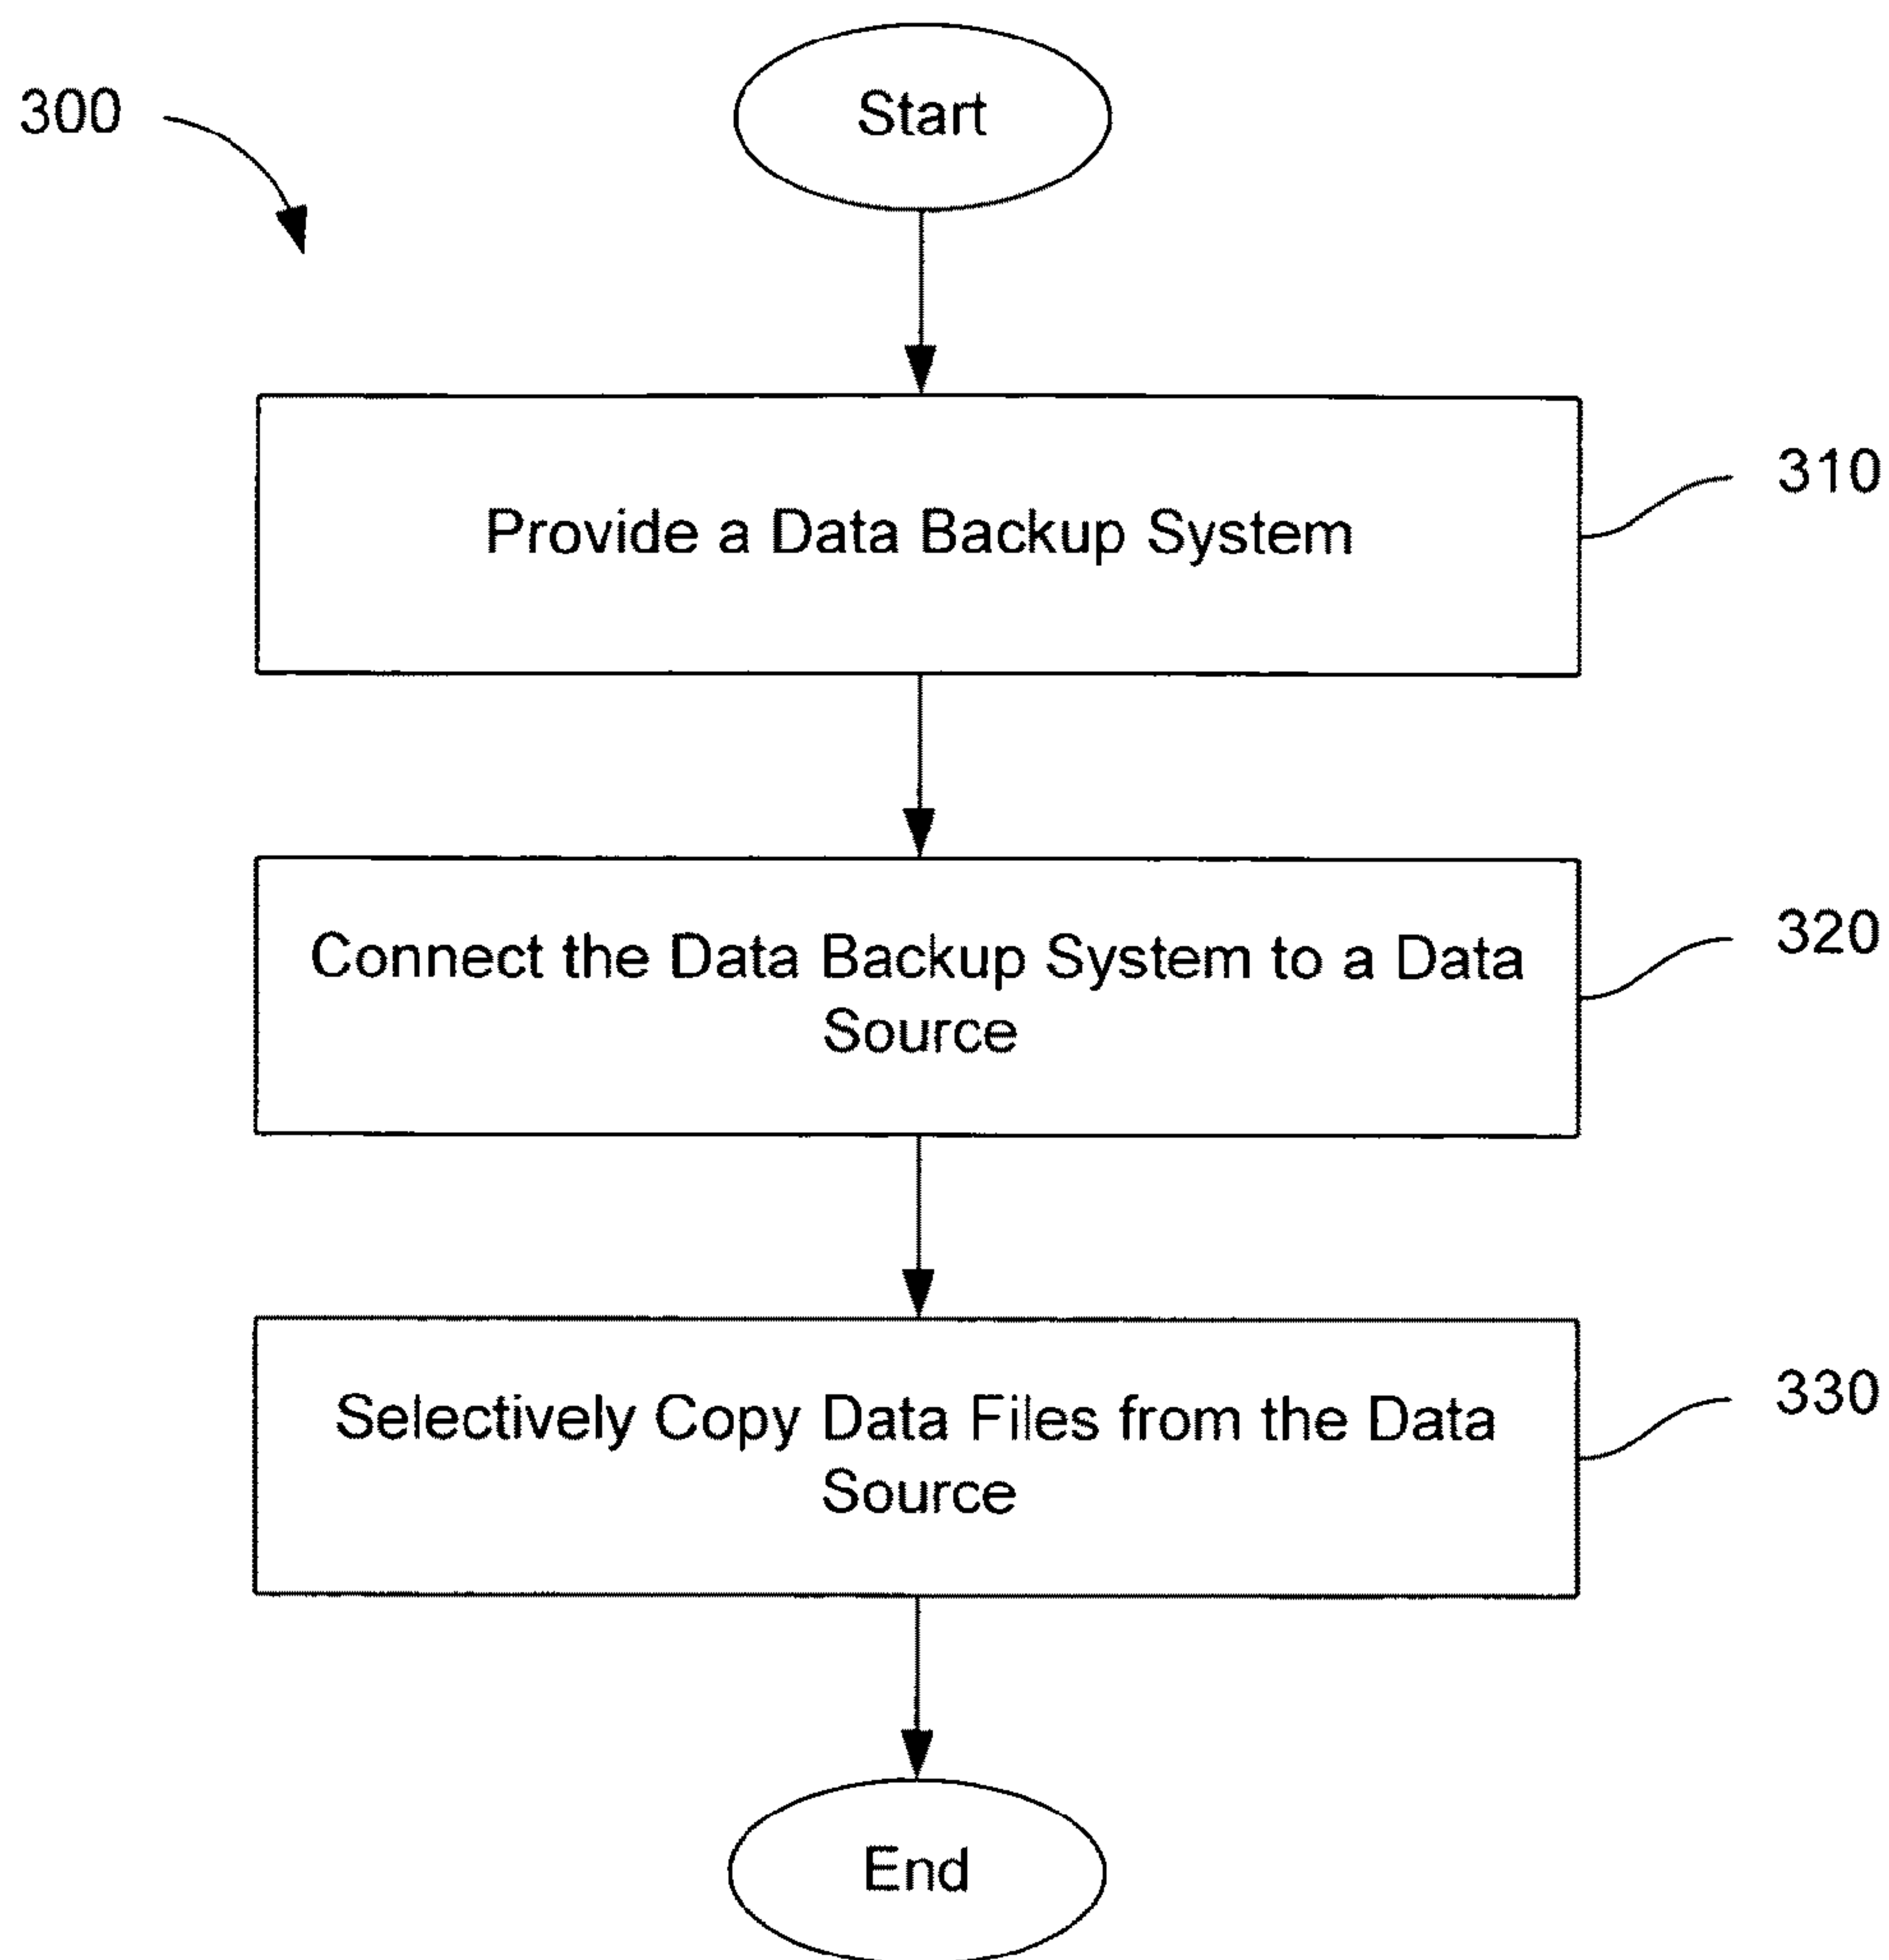 300
Start
Provide a Data Backup System
310
Connect the Data Backup System to a Data
Source
320
Selectively Copy Data Files from the Data
Source
330
End